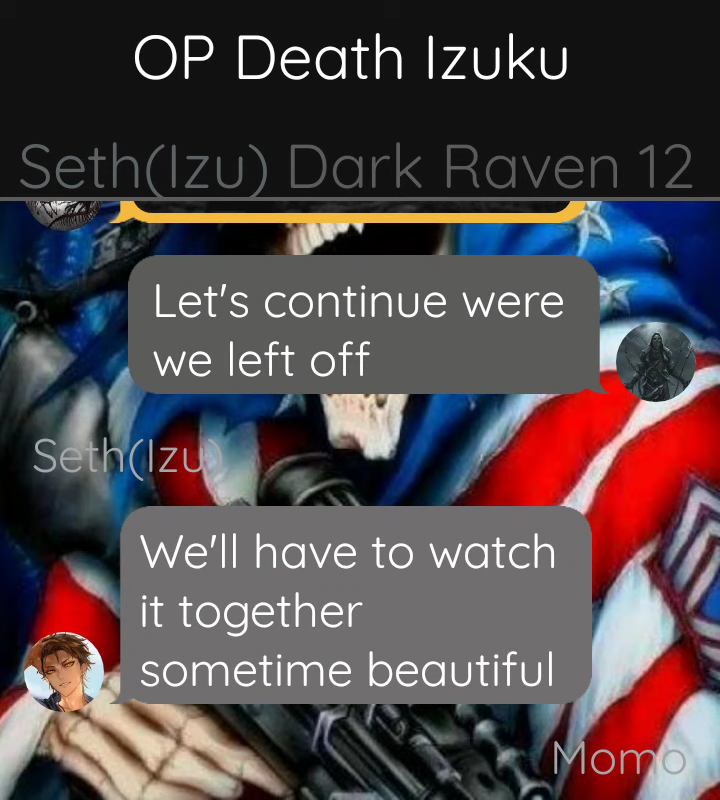 OP Death Izuku
Seth(Izu) Dark Raven 12
Let's continue were
we left off
Seth(Izu)
We'll have to watch
it together
sometime beautiful
Momo